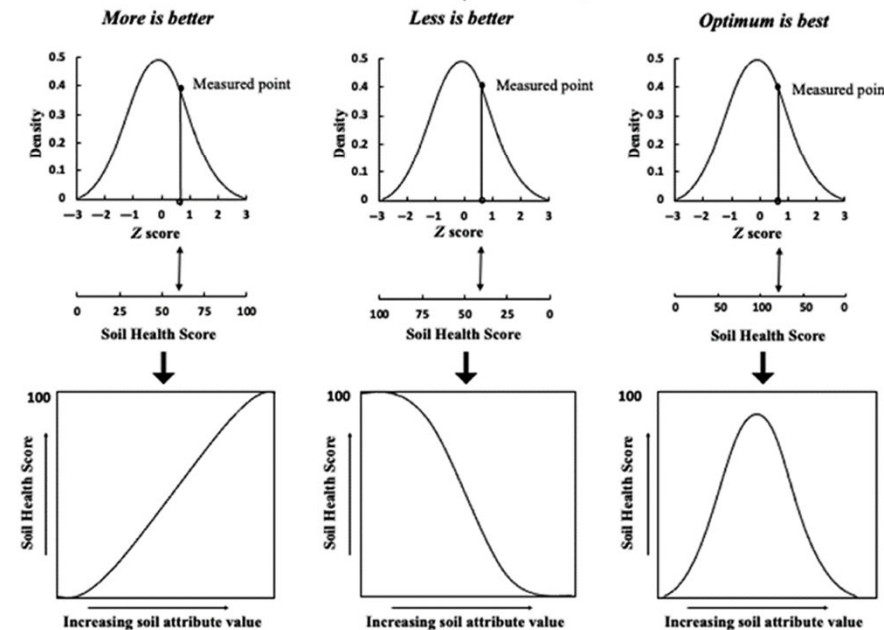 More is better
Less is better
Optimum is best
0.5
0.4
0.3
0.2
0.1
0
Density
Measured point
−3 −2 −1 0 1 2 3
Z score
0.5
0.4
0.3
0.2
0.1
0
Density
Measured point
−3 −2 −1 0 1 2 3
Z score
0.5
0.4
0.3
0.2
0.1
0
Density
Measured point
−3 −2 −1 0 1 2 3
Z score
0 25 50 75 100
Soil Health Score
100 75 50 25 0
Soil Health Score
0 50 100 50 0
Soil Health Score
100
Soil Health Score
Increasing soil attribute value
100
Soil Health Score
Increasing soil attribute value
100
Soil Health Score
Increasing soil attribute value